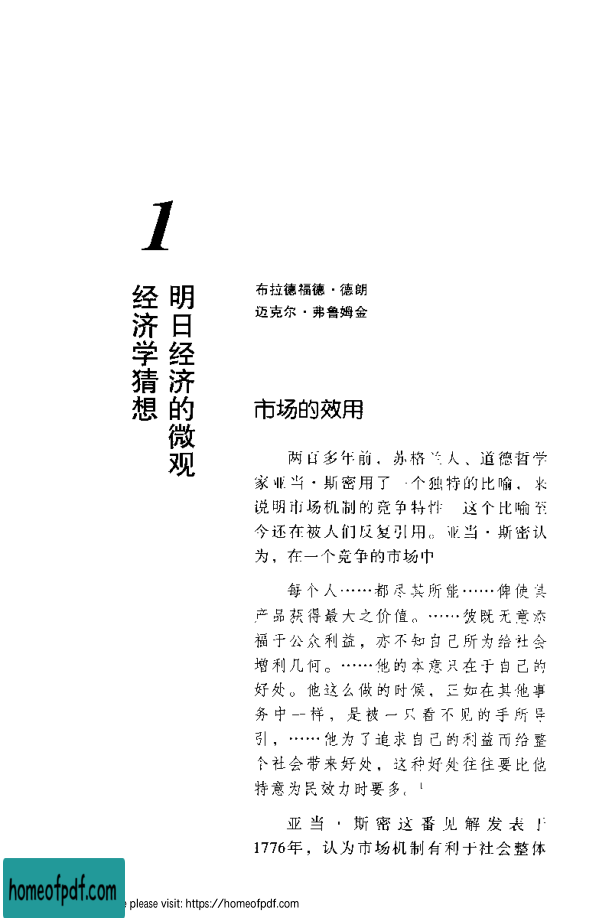 1
明日经济的微观
经济学猜想
布拉德福德·德朗
迈克尔·弗鲁姆金
市场的效用
两百多年前，苏格兰人、道德哲学
家亚当·斯密用了一个独特的比喻，来
说明市场机制的竞争特性 这个比喻至
今还在被人们反复引用。亚当·斯密认
为，在一个竞争的市场中
每个人……都尽其所能……俾使其
产品获得最大之价值。……彼既无意添
福于公众利益，亦不知自己所为给社会
增利几何。……他的本意只在于自己的
好处。他这么做的时候，正如在其他事
务中一样，是被一只看不见的手所导
引，……他为了追求自己的利益而给整
个社会带来好处，这种好处往往要比他
特意为民效力时要多。1
亚当·斯密这番见解发表于
1776年，认为市场机制有利于社会整体
homeofpdf.com
please visit: https://homeofpdf.com